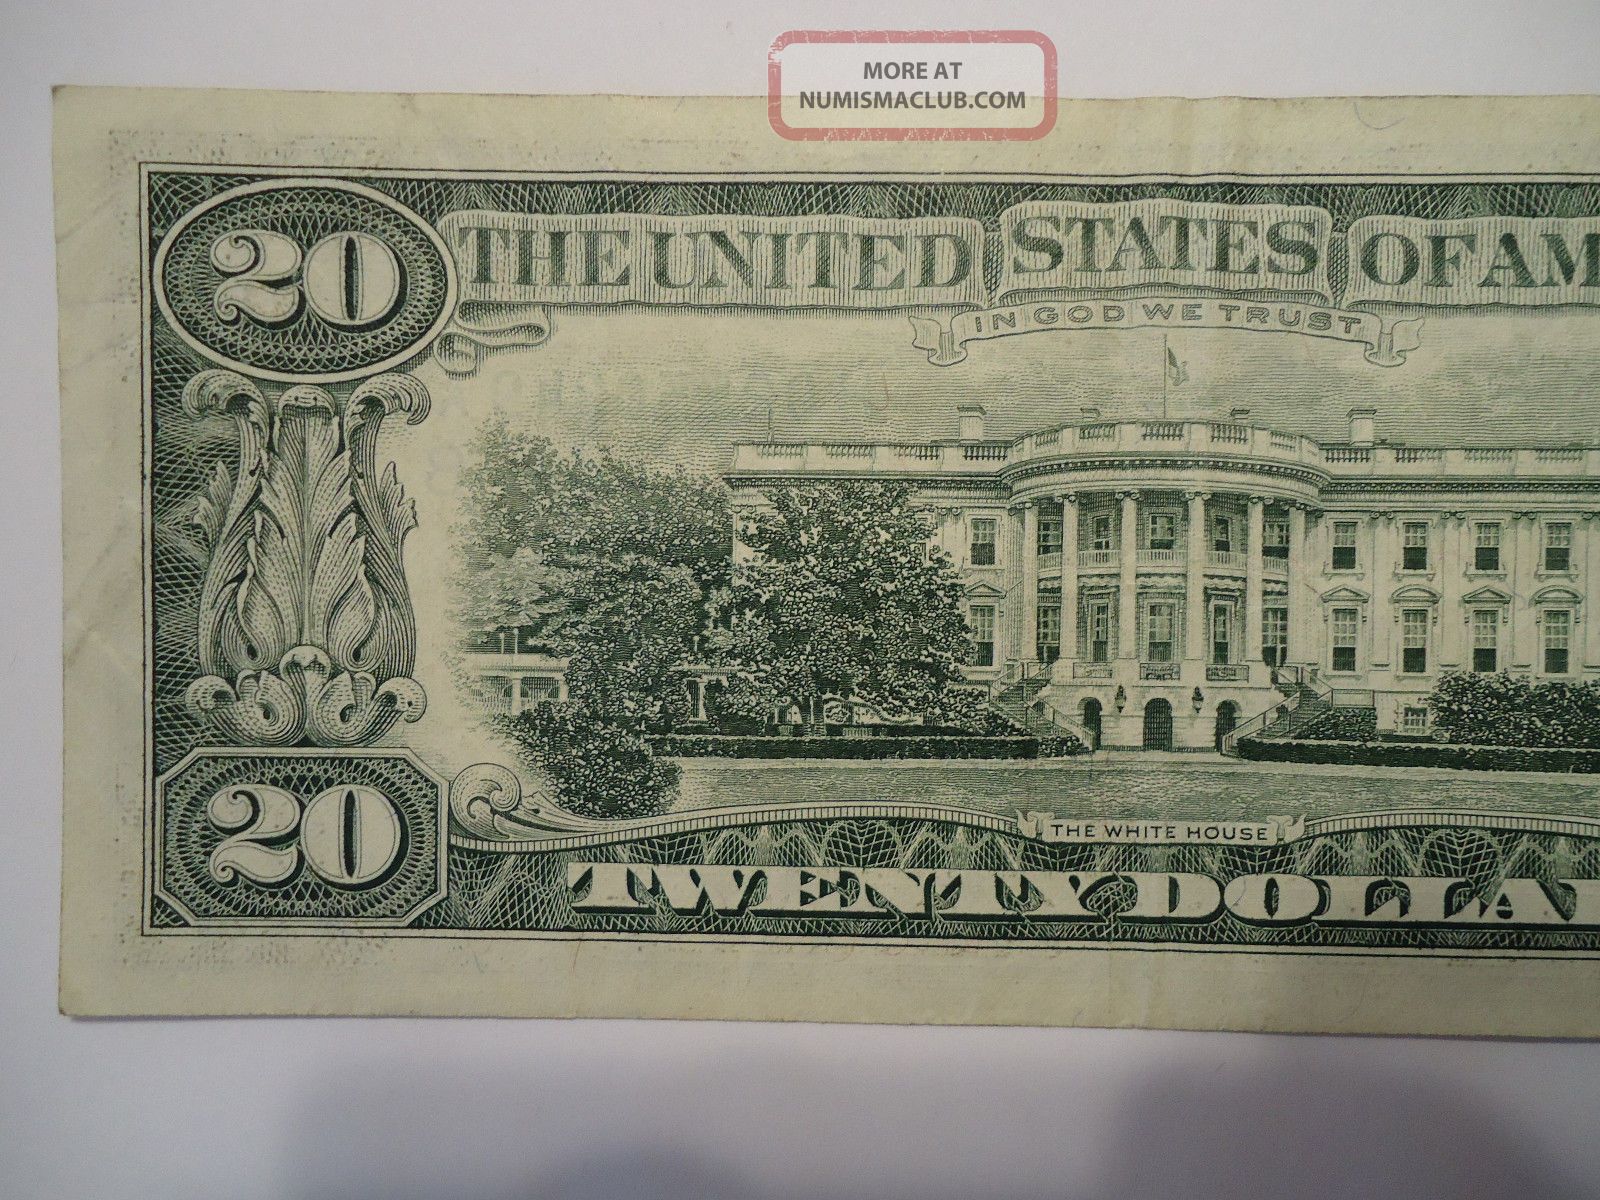 MORE AT
NUMISMACLUB.COM
20
THE UNITED STATES OF AM
IN GOD WE TRUST
20
THE WHITE HOUSE
TWENTY DOLLA